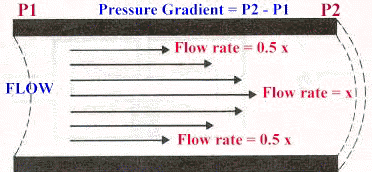 P1 Pressure Gradient = P2 - P1 P2
Flow rate = 0.5 x
FLOW
Flow rate = x
Flow rate = 0.5 x